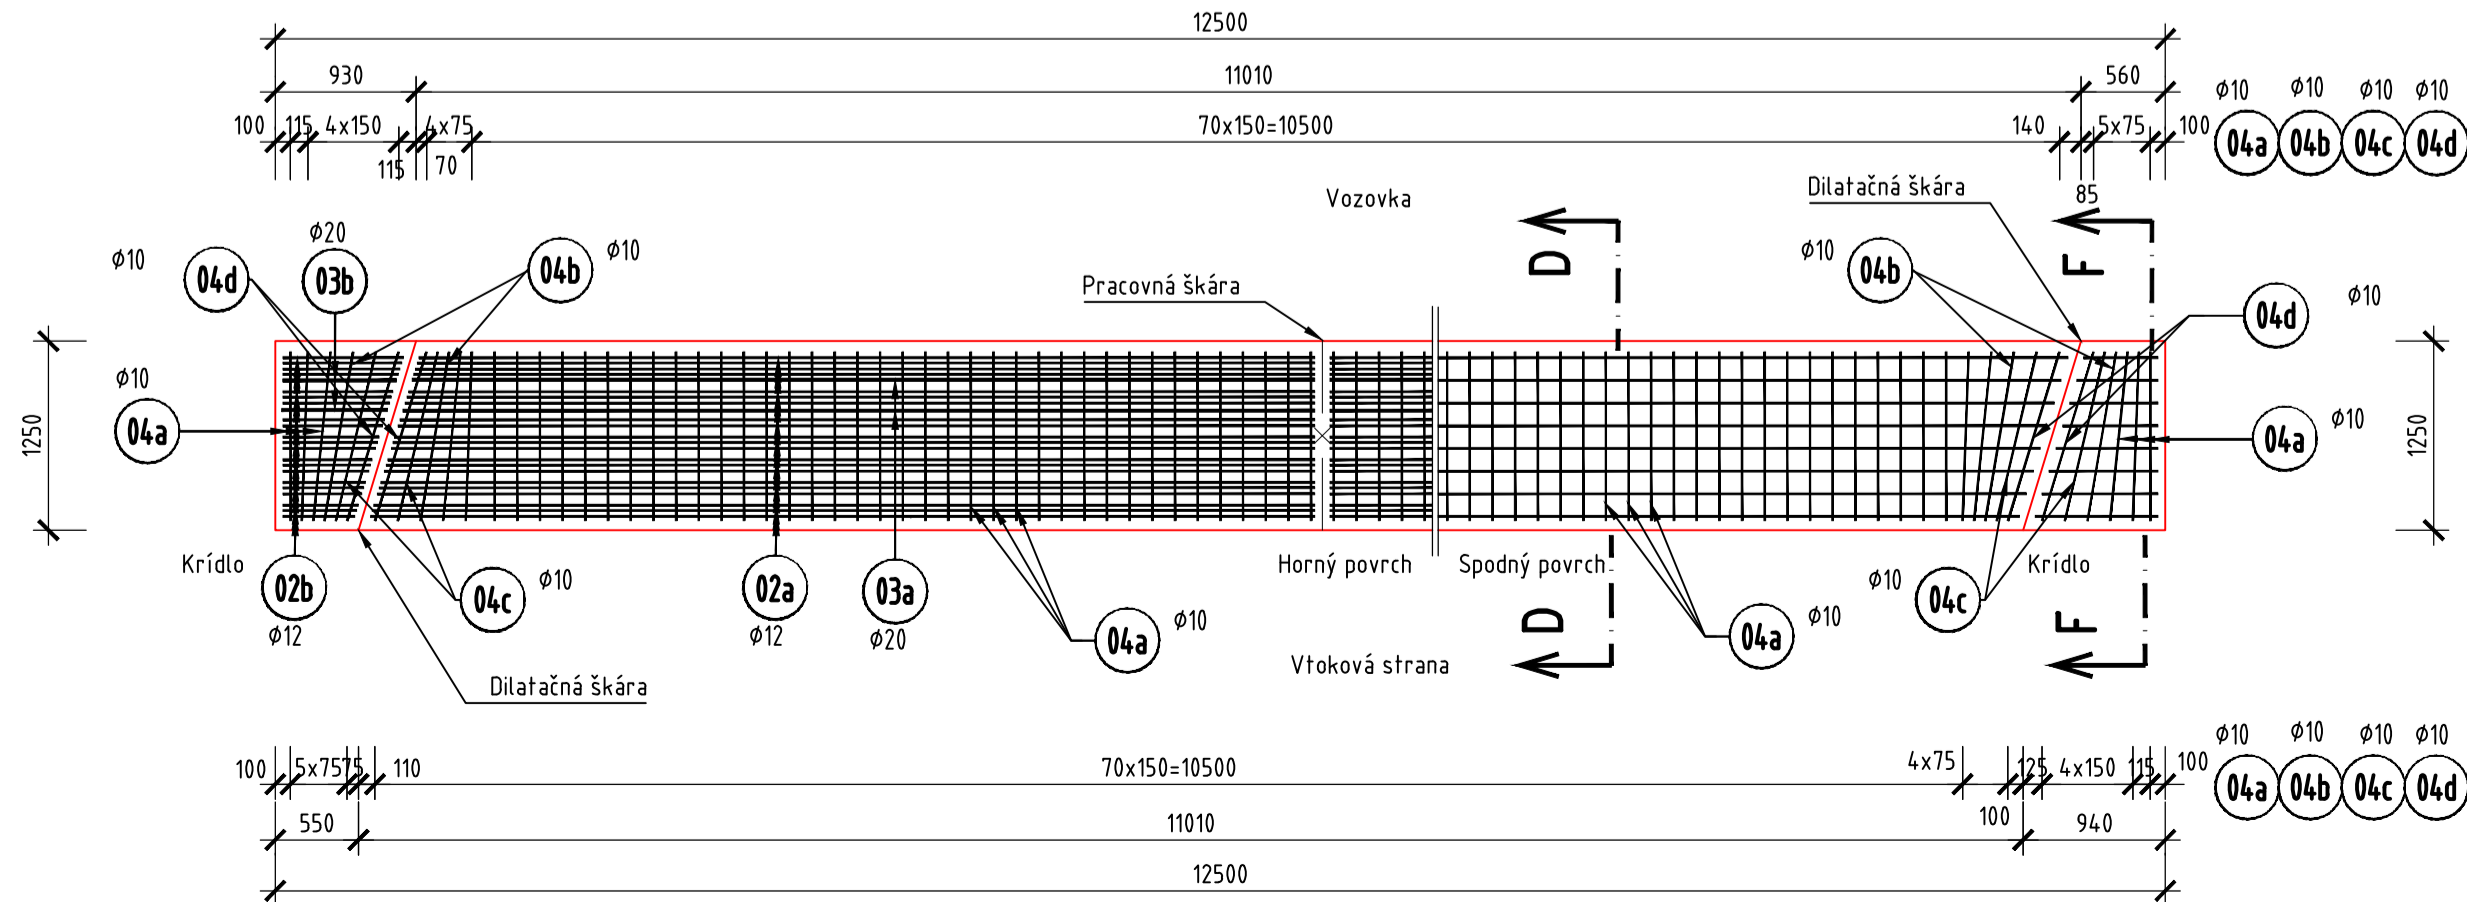 12500
930 11010 560
100 115 4x150 4x75 70x150=10500 140 5x75 100
115 70 85
Ø10 Ø10 Ø10 Ø10
04a 04b 04c 04d
Vozovka
Dilatačná škára
Ø10 04d Ø20 03b 04b Ø10
Pracovná škára
D F
Ø10 04b
04d Ø10
1250
Ø10 04a
04a Ø10
1250
Krídlo
02b Ø12
04c Ø10
02a Ø12
03a Ø20
04a Ø10
Horný povrch
Spodný povrch
Krídlo
D F
04a Ø10
Ø10 04c
Vtoková strana
Dilatačná škára
Ø10 Ø10 Ø10 Ø10
04a 04b 04c 04d
100 5x75 75 110 70x150=10500 4x75 125 4x150 115 100
550 11010 100 940
12500